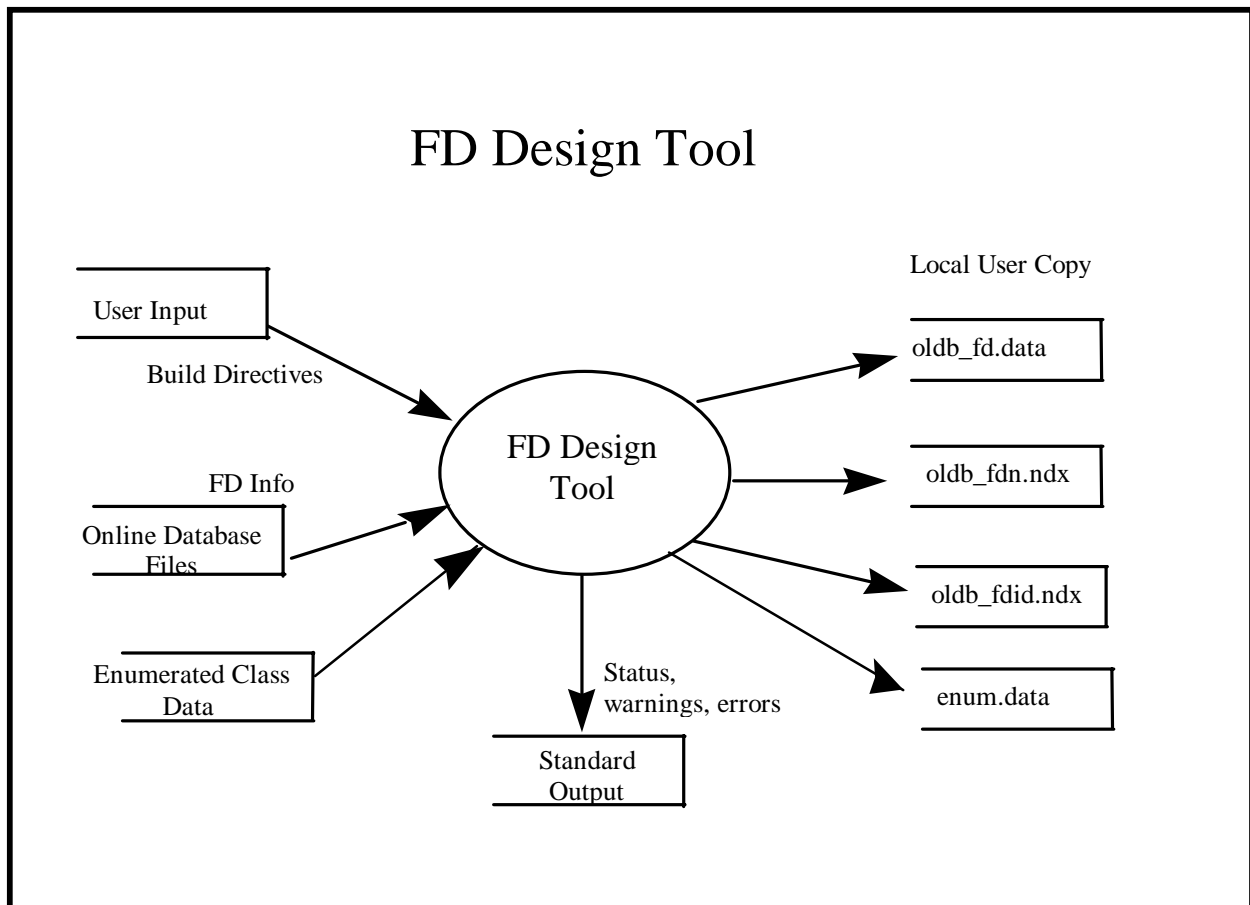 FD Design Tool
Local User Copy
User Input
Build Directives
oldb_fd.data
FD Design
Tool
oldb_fdn.ndx
FD Info
Online Database
Files
oldb_fdid.ndx
Enumerated Class
Data
Status,
warnings, errors
enum.data
Standard
Output